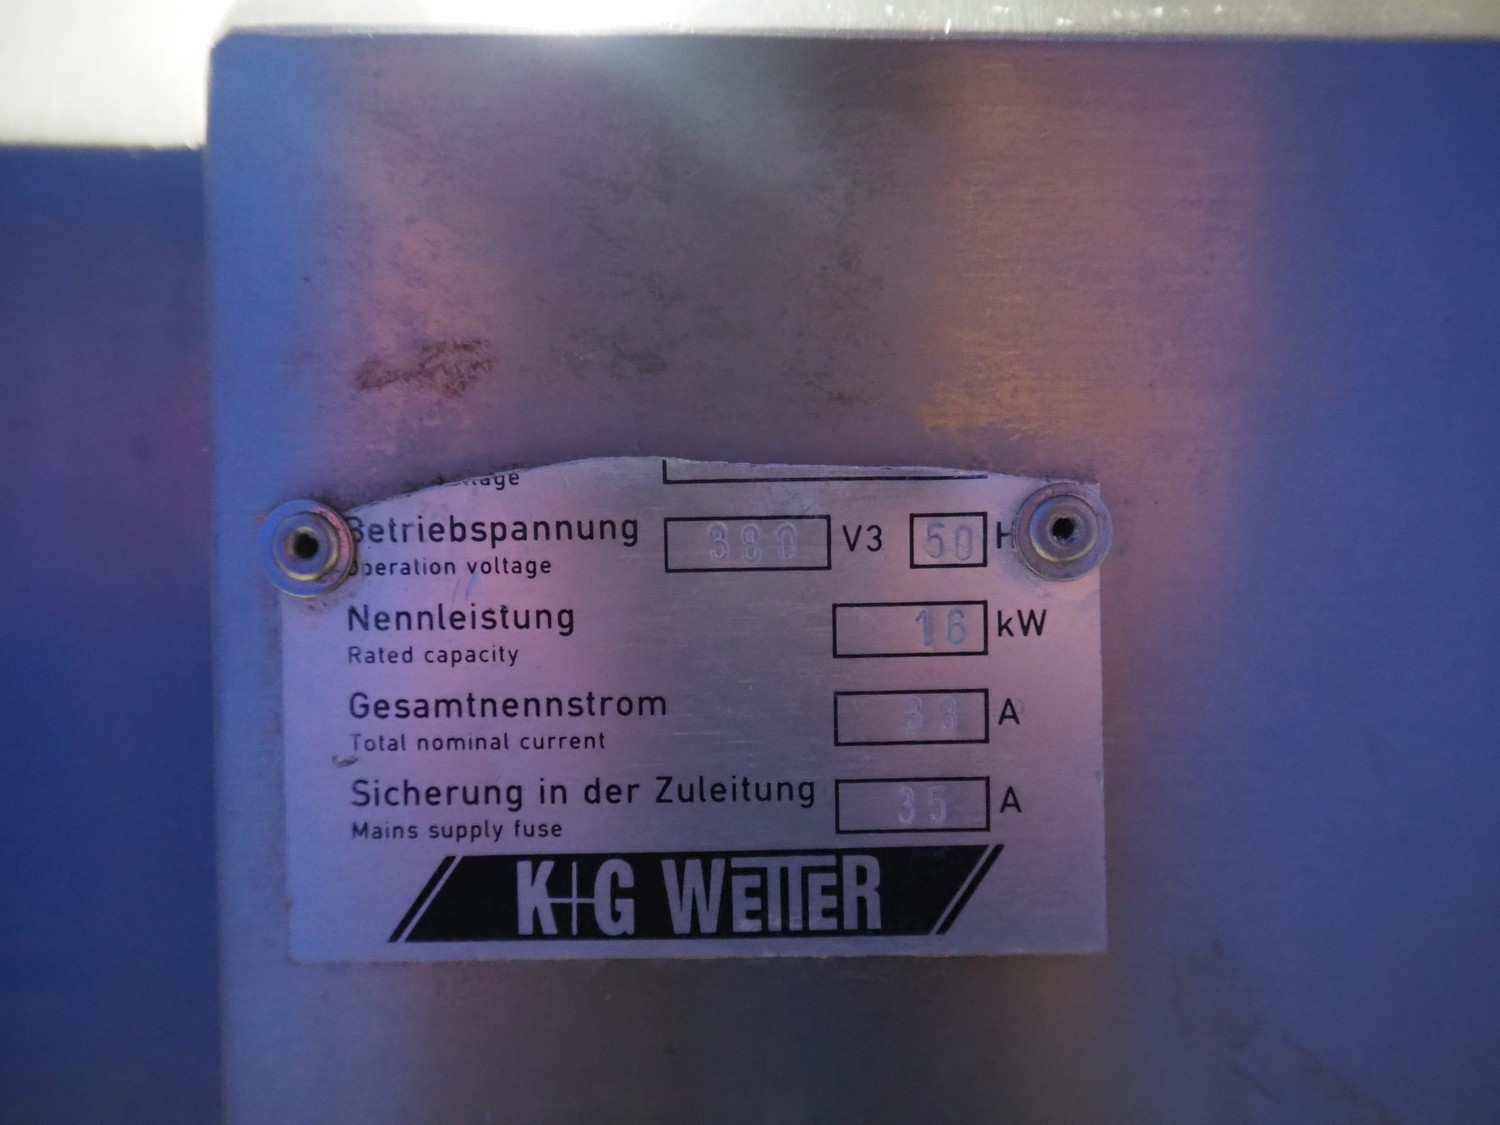 Betriebspannung 380 V3 50 H
Operation voltage
Nennleistung 16 kW
Rated capacity
Gesamtnennstrom 33 A
Total nominal current
Sicherung in der Zuleitung 35 A
Mains supply fuse
K+G WETTER